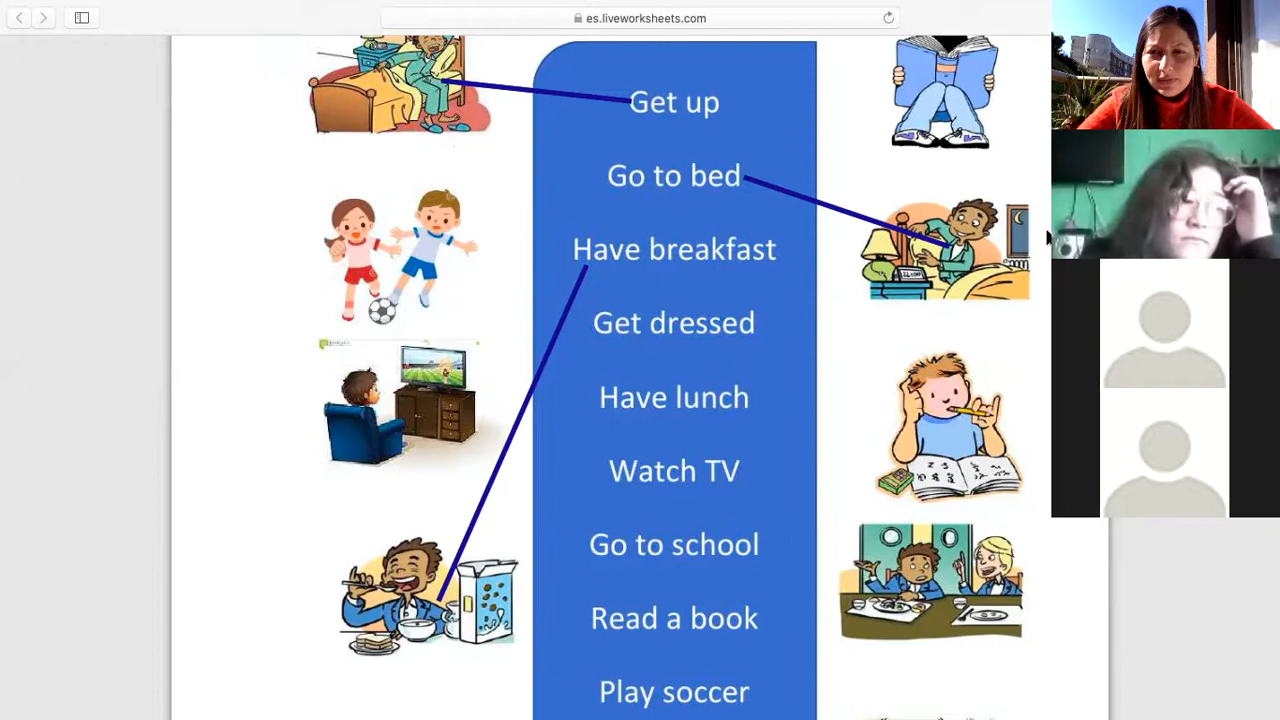 es.liveworksheets.com
Get up
Go to bed
Have breakfast
Get dressed
Have lunch
Watch TV
Go to school
Read a book
Play soccer